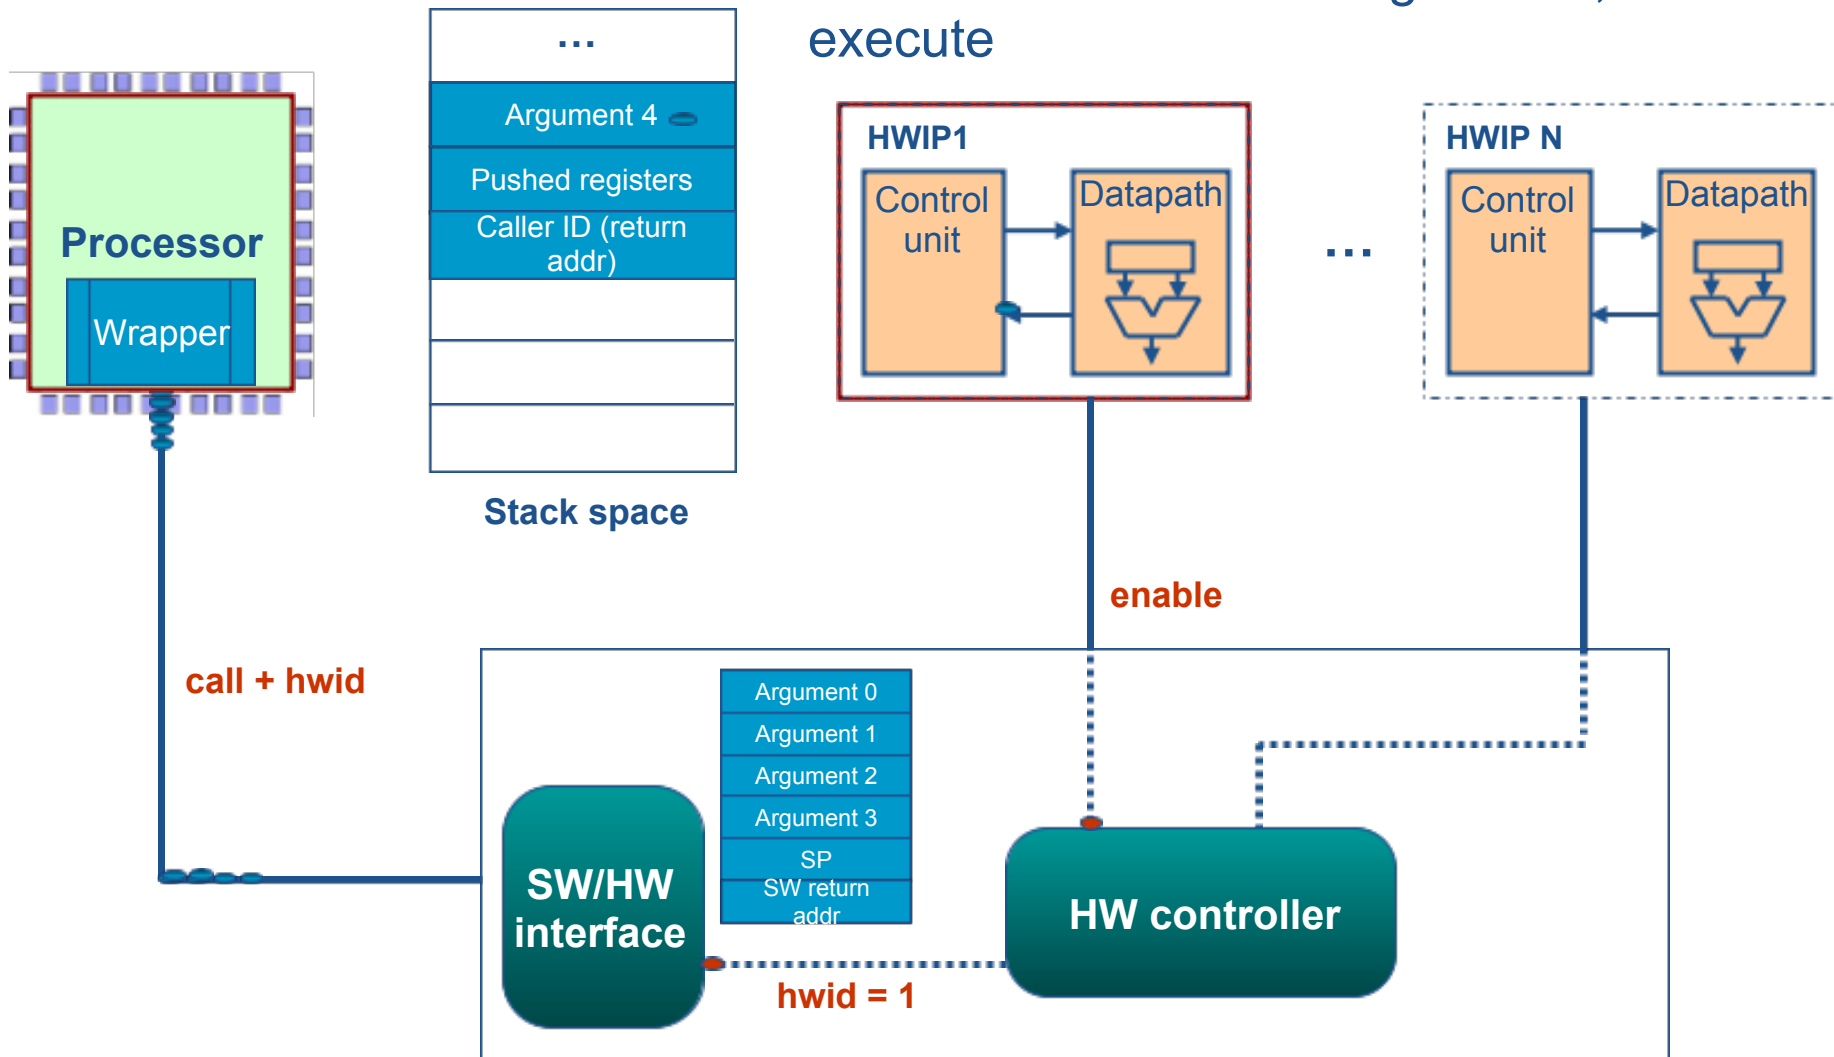 execute
...
Argument 4
Pushed registers
Caller ID (return
addr)
Stack space
Processor
Wrapper
HWIP1
Control
unit
Datapath
...
HWIP N
Control
unit
Datapath
enable
call + hwid
Argument 0
Argument 1
Argument 2
Argument 3
SP
SW return
addr
SW/HW
interface
HW controller
hwid = 1